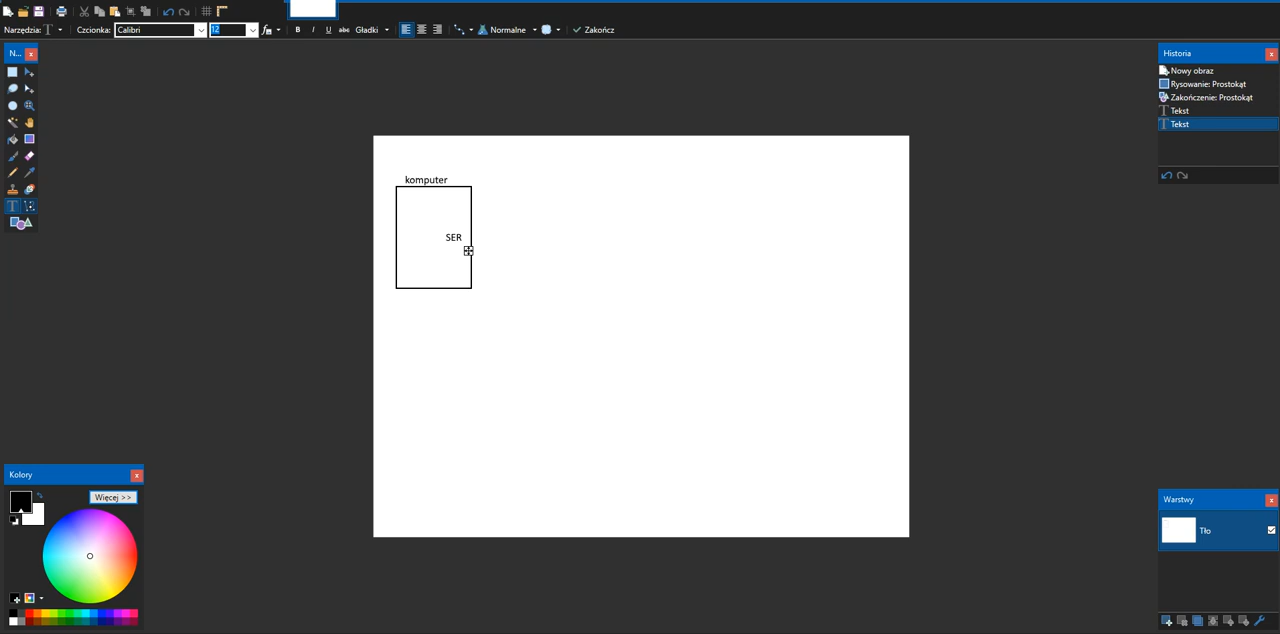 Narzędzia:
Czcionka:
Calibri
12
B I U abc
Gładki
Normalne
Zakończ
N...
Historia
Nowy obraz
Rysowanie: Prostokąt
Zakończenie: Prostokąt
Tekst
Tekst
komputer
SER
Kolory
Więcej >>
Warstwy
Tło